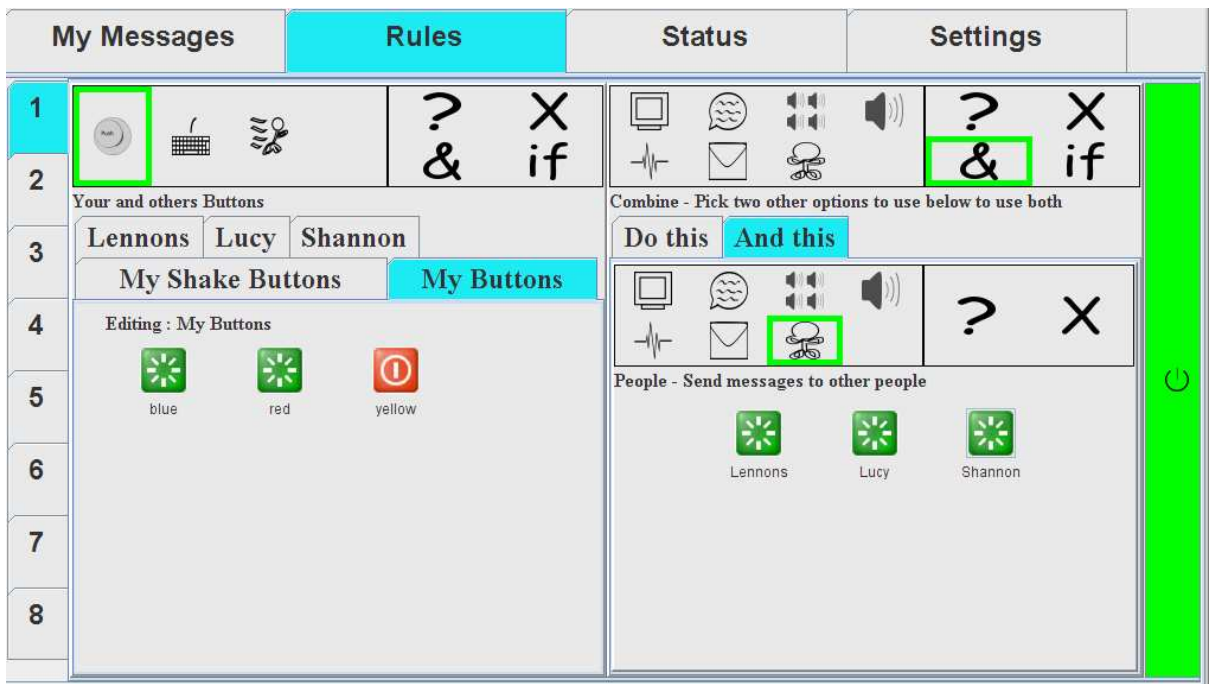 My Messages Rules Status Settings
1
2
3
4
5
6
7
8
Push
? X
& if
Your and others Buttons
Lennons Lucy Shannon
My Shake Buttons My Buttons
Editing : My Buttons
blue red yellow
? X
& if
Combine - Pick two other options to use below to use both
Do this And this
? X
People - Send messages to other people
Lennons Lucy Shannon